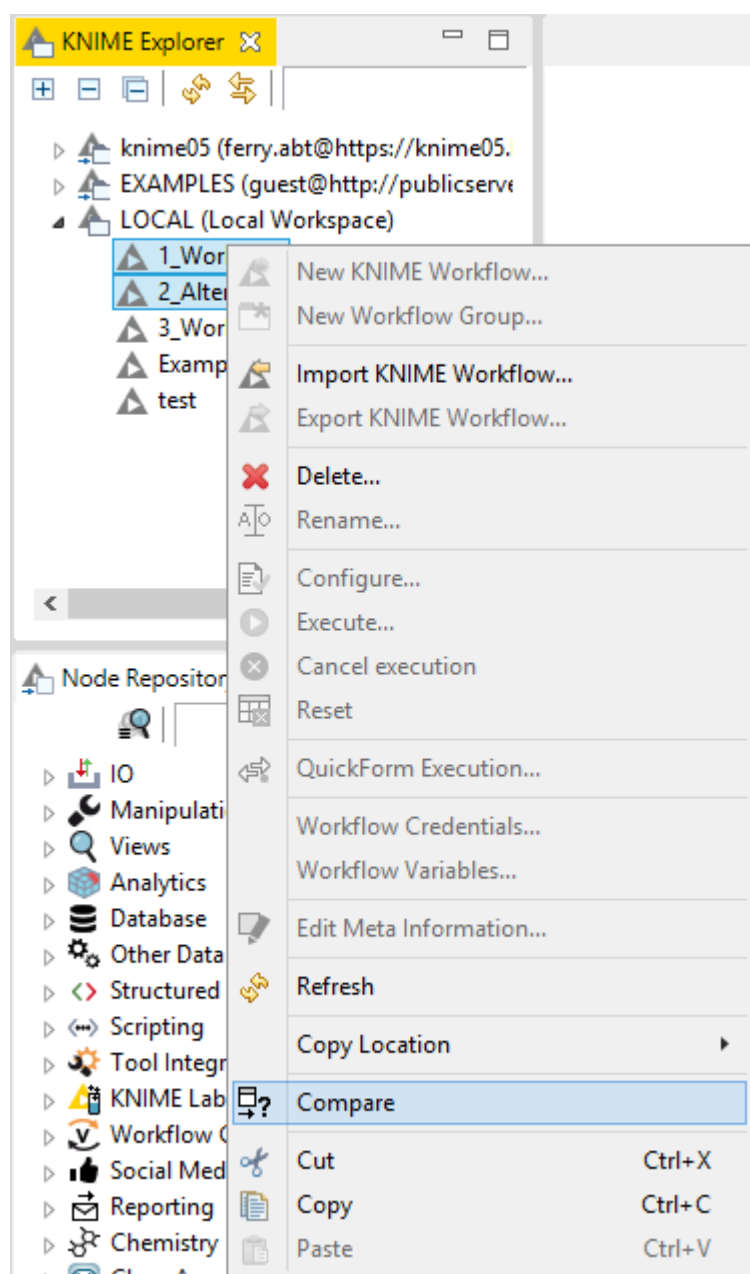 KNIME Explorer
knime05 (ferry.abt@https://knime05.
EXAMPLES (guest@http://publicserve
LOCAL (Local Workspace)
1_Wor
2_Alter
3_Wor
Examp
test
New KNIME Workflow...
New Workflow Group...
Import KNIME Workflow...
Export KNIME Workflow...
Delete...
Rename...
Configure...
Execute...
Cancel execution
Reset
QuickForm Execution...
Workflow Credentials...
Workflow Variables...
Edit Meta Information...
Refresh
Copy Location
Compare
Cut Ctrl+X
Copy Ctrl+C
Paste Ctrl+V
Node Repository
IO
Manipulati
Views
Analytics
Database
Other Data
Structured
Scripting
Tool Integr
KNIME Lab
Workflow C
Social Med
Reporting
Chemistry